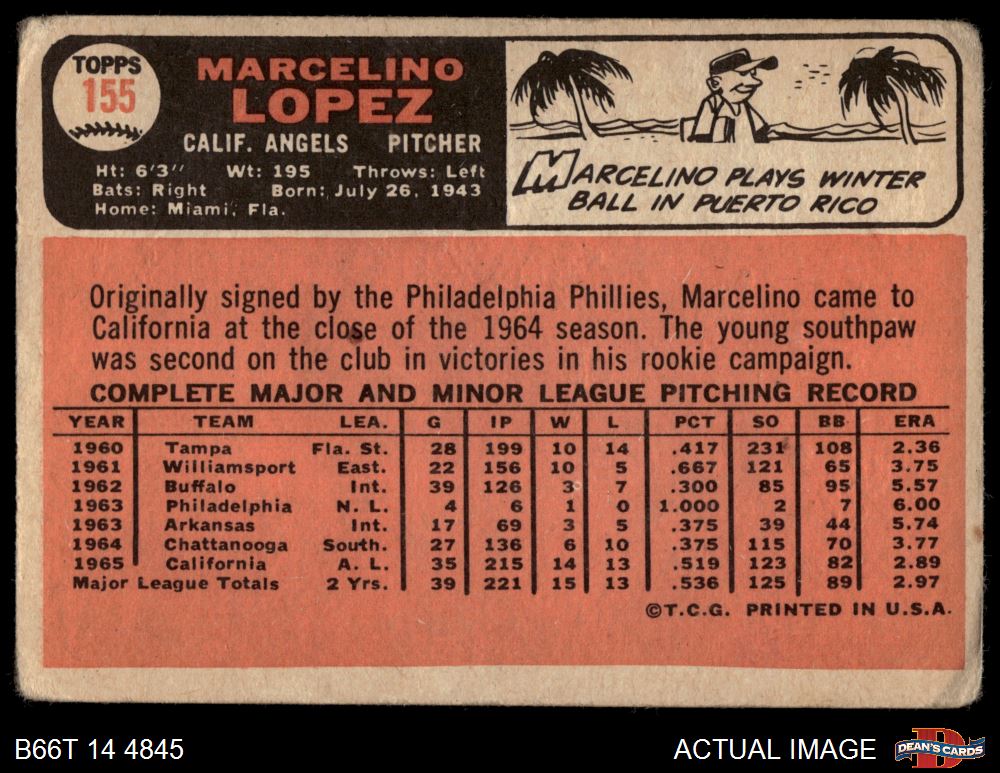 TOPPS
155
MARCELINO
LOPEZ
CALIF. ANGELS PITCHER
Ht: 6'3" Wt: 195 Throws: Left
Bats: Right Born: July 26, 1943
Home: Miami, Fla.
MARCELINO PLAYS WINTER
BALL IN PUERTO RICO
Originally signed by the Philadelphia Phillies, Marcelino came to
California at the close of the 1964 season. The young southpaw
was second on the club in victories in his rookie campaign.
COMPLETE MAJOR AND MINOR LEAGUE PITCHING RECORD
YEAR TEAM LEA. G IP W L PCT SO BB ERA
1960 Tampa Fla. St. 28 199 10 14 .417 231 108 2.36
1961 Williamsport East. 22 156 10 5 .667 121 65 3.75
1962 Buffalo Int. 39 126 3 7 .300 85 95 5.57
1963 Philadelphia N. L. 4 6 1 0 1.000 2 7 6.00
1963 Arkansas Int. 17 69 3 5 .375 39 44 5.74
1964 Chattanooga South. 27 136 6 10 .375 115 70 3.77
1965 California A. L. 35 215 14 13 .519 123 82 2.89
Major League Totals 2 Yrs. 39 221 15 13 .536 125 89 2.97
©T.C.G. PRINTED IN U.S.A.
B66T 14 4845 ACTUAL IMAGE
D
DEAN'S CARDS